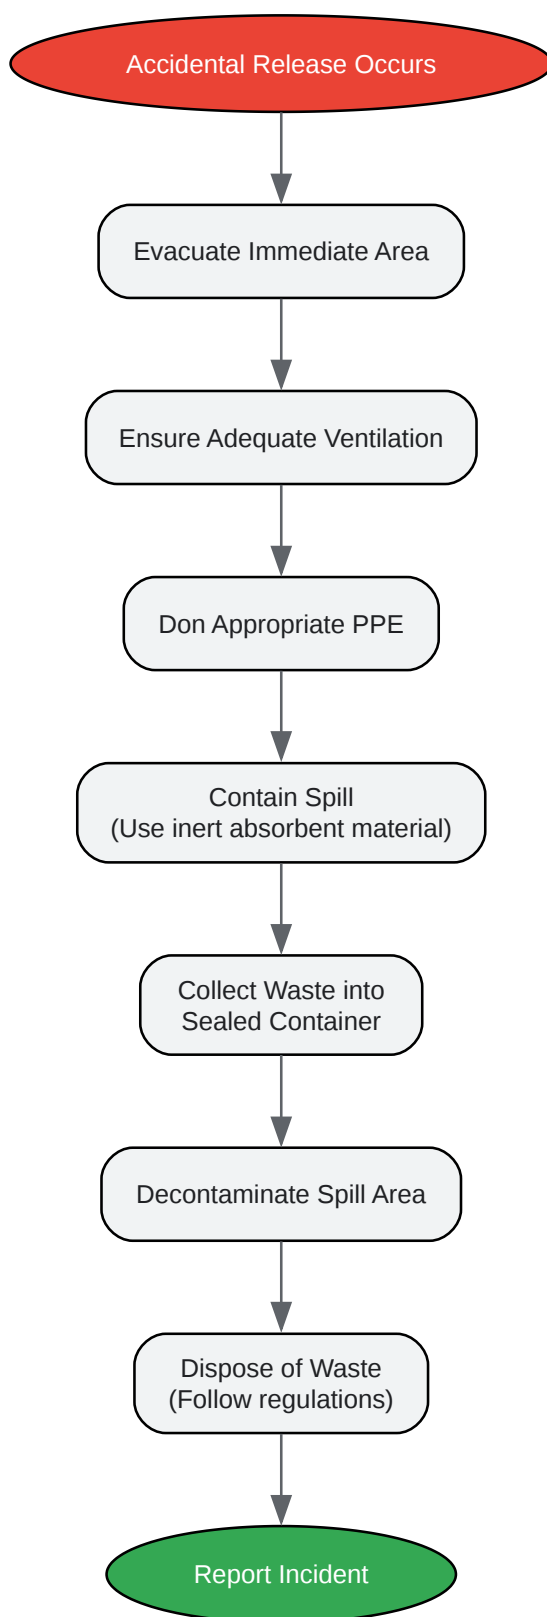 Accidental Release Occurs
Evacuate Immediate Area
Ensure Adequate Ventilation
Don Appropriate PPE
Contain Spill
(Use inert absorbent material)
Collect Waste into
Sealed Container
Decontaminate Spill Area
Dispose of Waste
(Follow regulations)
Report Incident